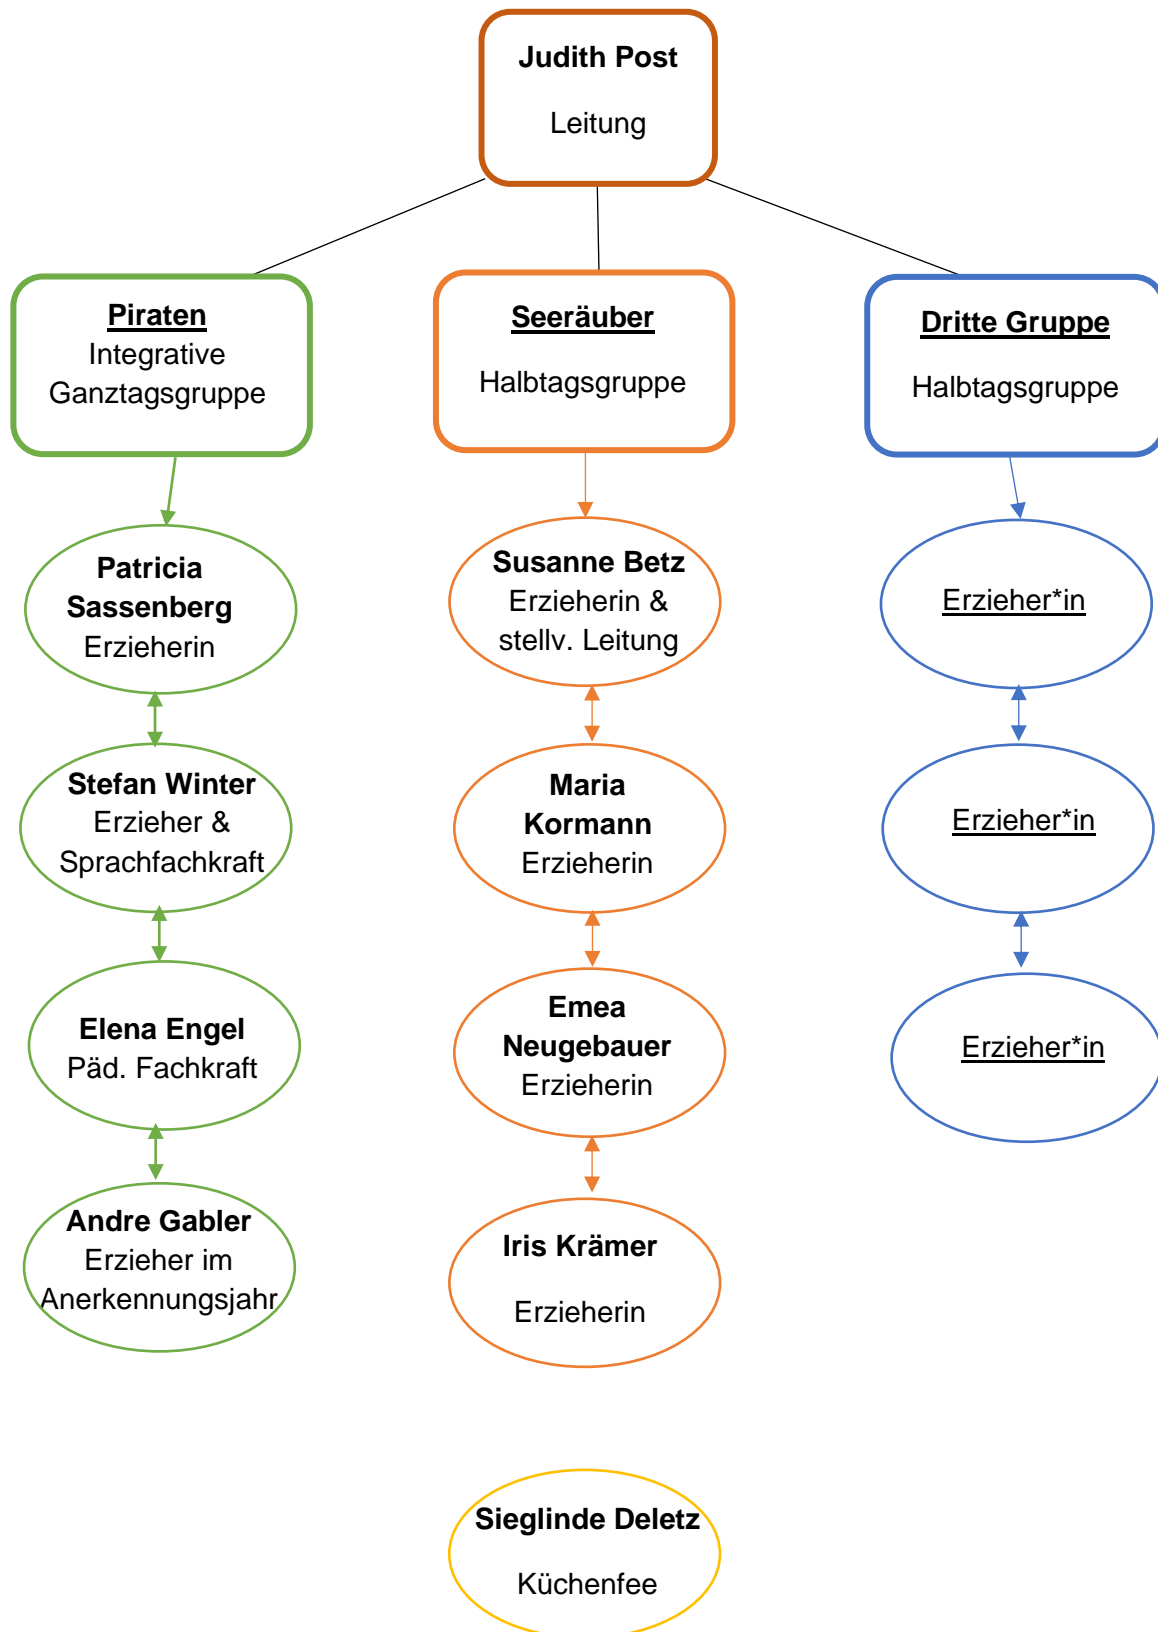 Judith Post
Leitung
Piraten
Integrative
Ganztagsgruppe
Seeräuber
Halbtagsgruppe
Dritte Gruppe
Halbtagsgruppe
Patricia
Sassenberg
Erzieherin
Stefan Winter
Erzieher &
Sprachfachkraft
Elena Engel
Päd. Fachkraft
Andre Gabler
Erzieher im
Anerkennungsjahr
Susanne Betz
Erzieherin &
stellv. Leitung
Maria
Kormann
Erzieherin
Emea
Neugebauer
Erzieherin
Iris Krämer
Erzieherin
Erzieher*in
Erzieher*in
Erzieher*in
Sieglinde Deletz
Küchenfee